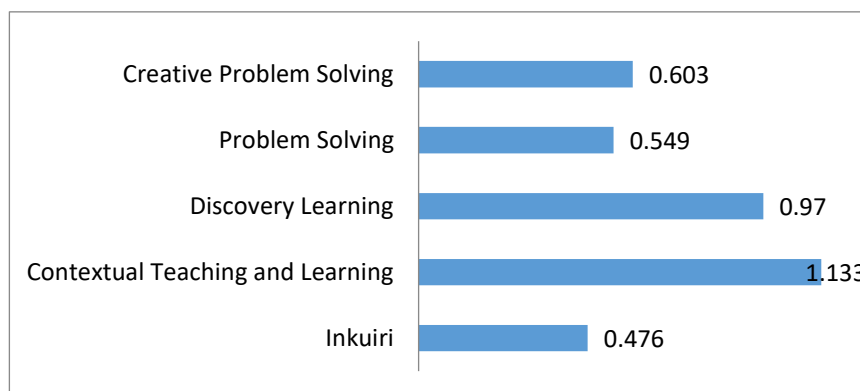 Creative Problem Solving 0.603
Problem Solving 0.549
Discovery Learning 0.97
Contextual Teaching and Learning 1.133
Inkuiri 0.476